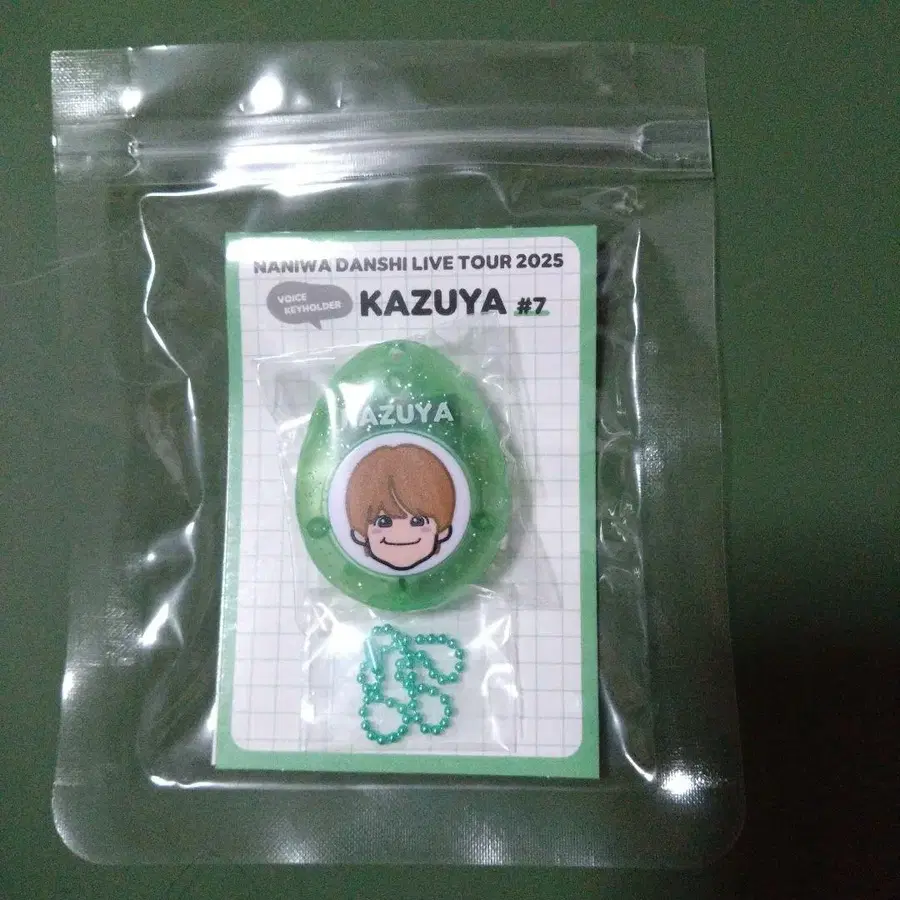 NANIWA DANSHI LIVE TOUR 2025
VOICE
KEYHOLDER
KAZUYA #7
KAZUYA